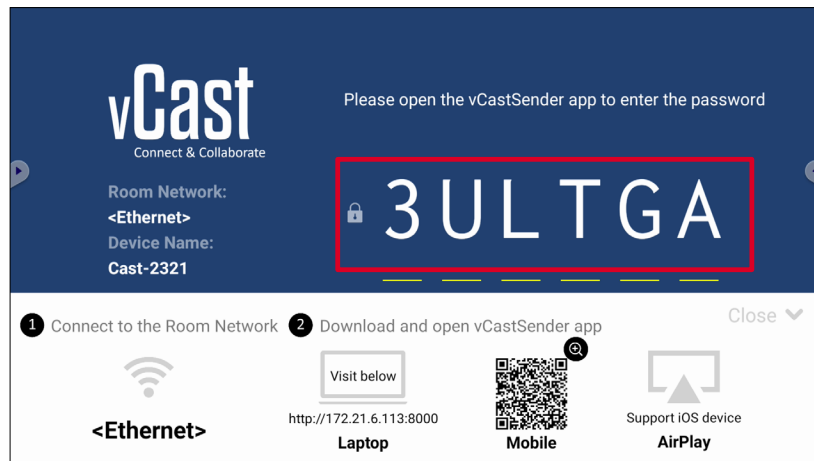 vCast
Connect & Collaborate
Please open the vCastSender app to enter the password
Room Network:
<Ethernet>
Device Name:
Cast-2321
3ULTGA
1 Connect to the Room Network
2 Download and open vCastSender app
Close
Visit below
http://172.21.6.113:8000
Laptop
Mobile
Support iOS device
AirPlay
<Ethernet>